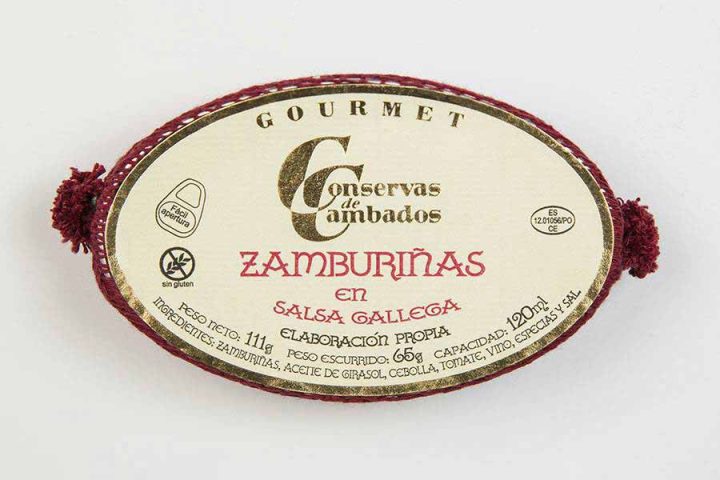 GOURMET
Conservas
de
Cambados
Fácil
apertura
ES
12.01056/PO
CE
sin gluten
ZAMBURIÑAS
en
SALSA GALLEGA
ELABORACIÓN PROPIA
PESO NETO: 111g PESO ESCURRIDO: 65g CAPACIDAD: 120ml
INGREDIENTES: ZAMBURIÑAS, ACEITE DE GIRASOL, CEBOLLA, TOMATE, VINO, ESPECIAS Y SAL